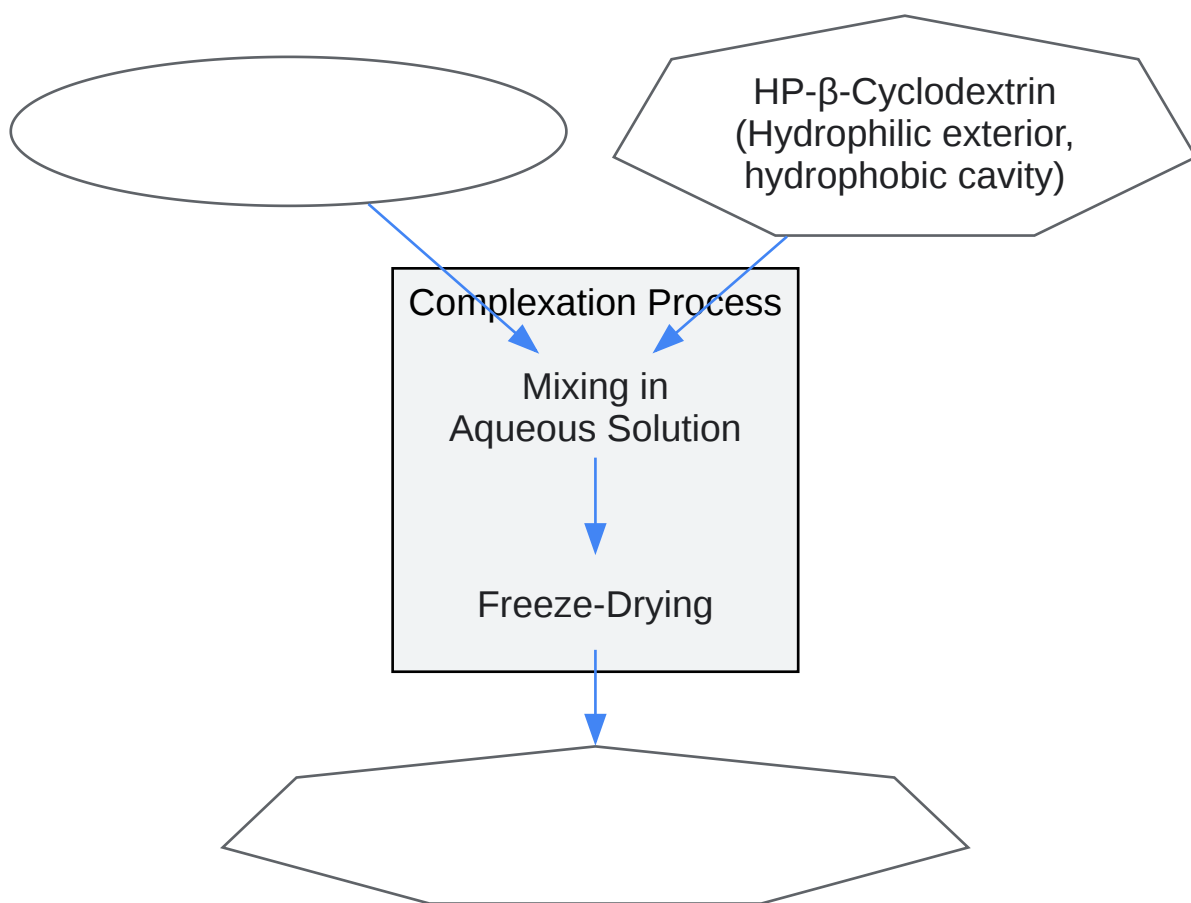 HP-β-Cyclodextrin
(Hydrophilic exterior,
hydrophobic cavity)
Complexation Process
Mixing in
Aqueous Solution
Freeze-Drying